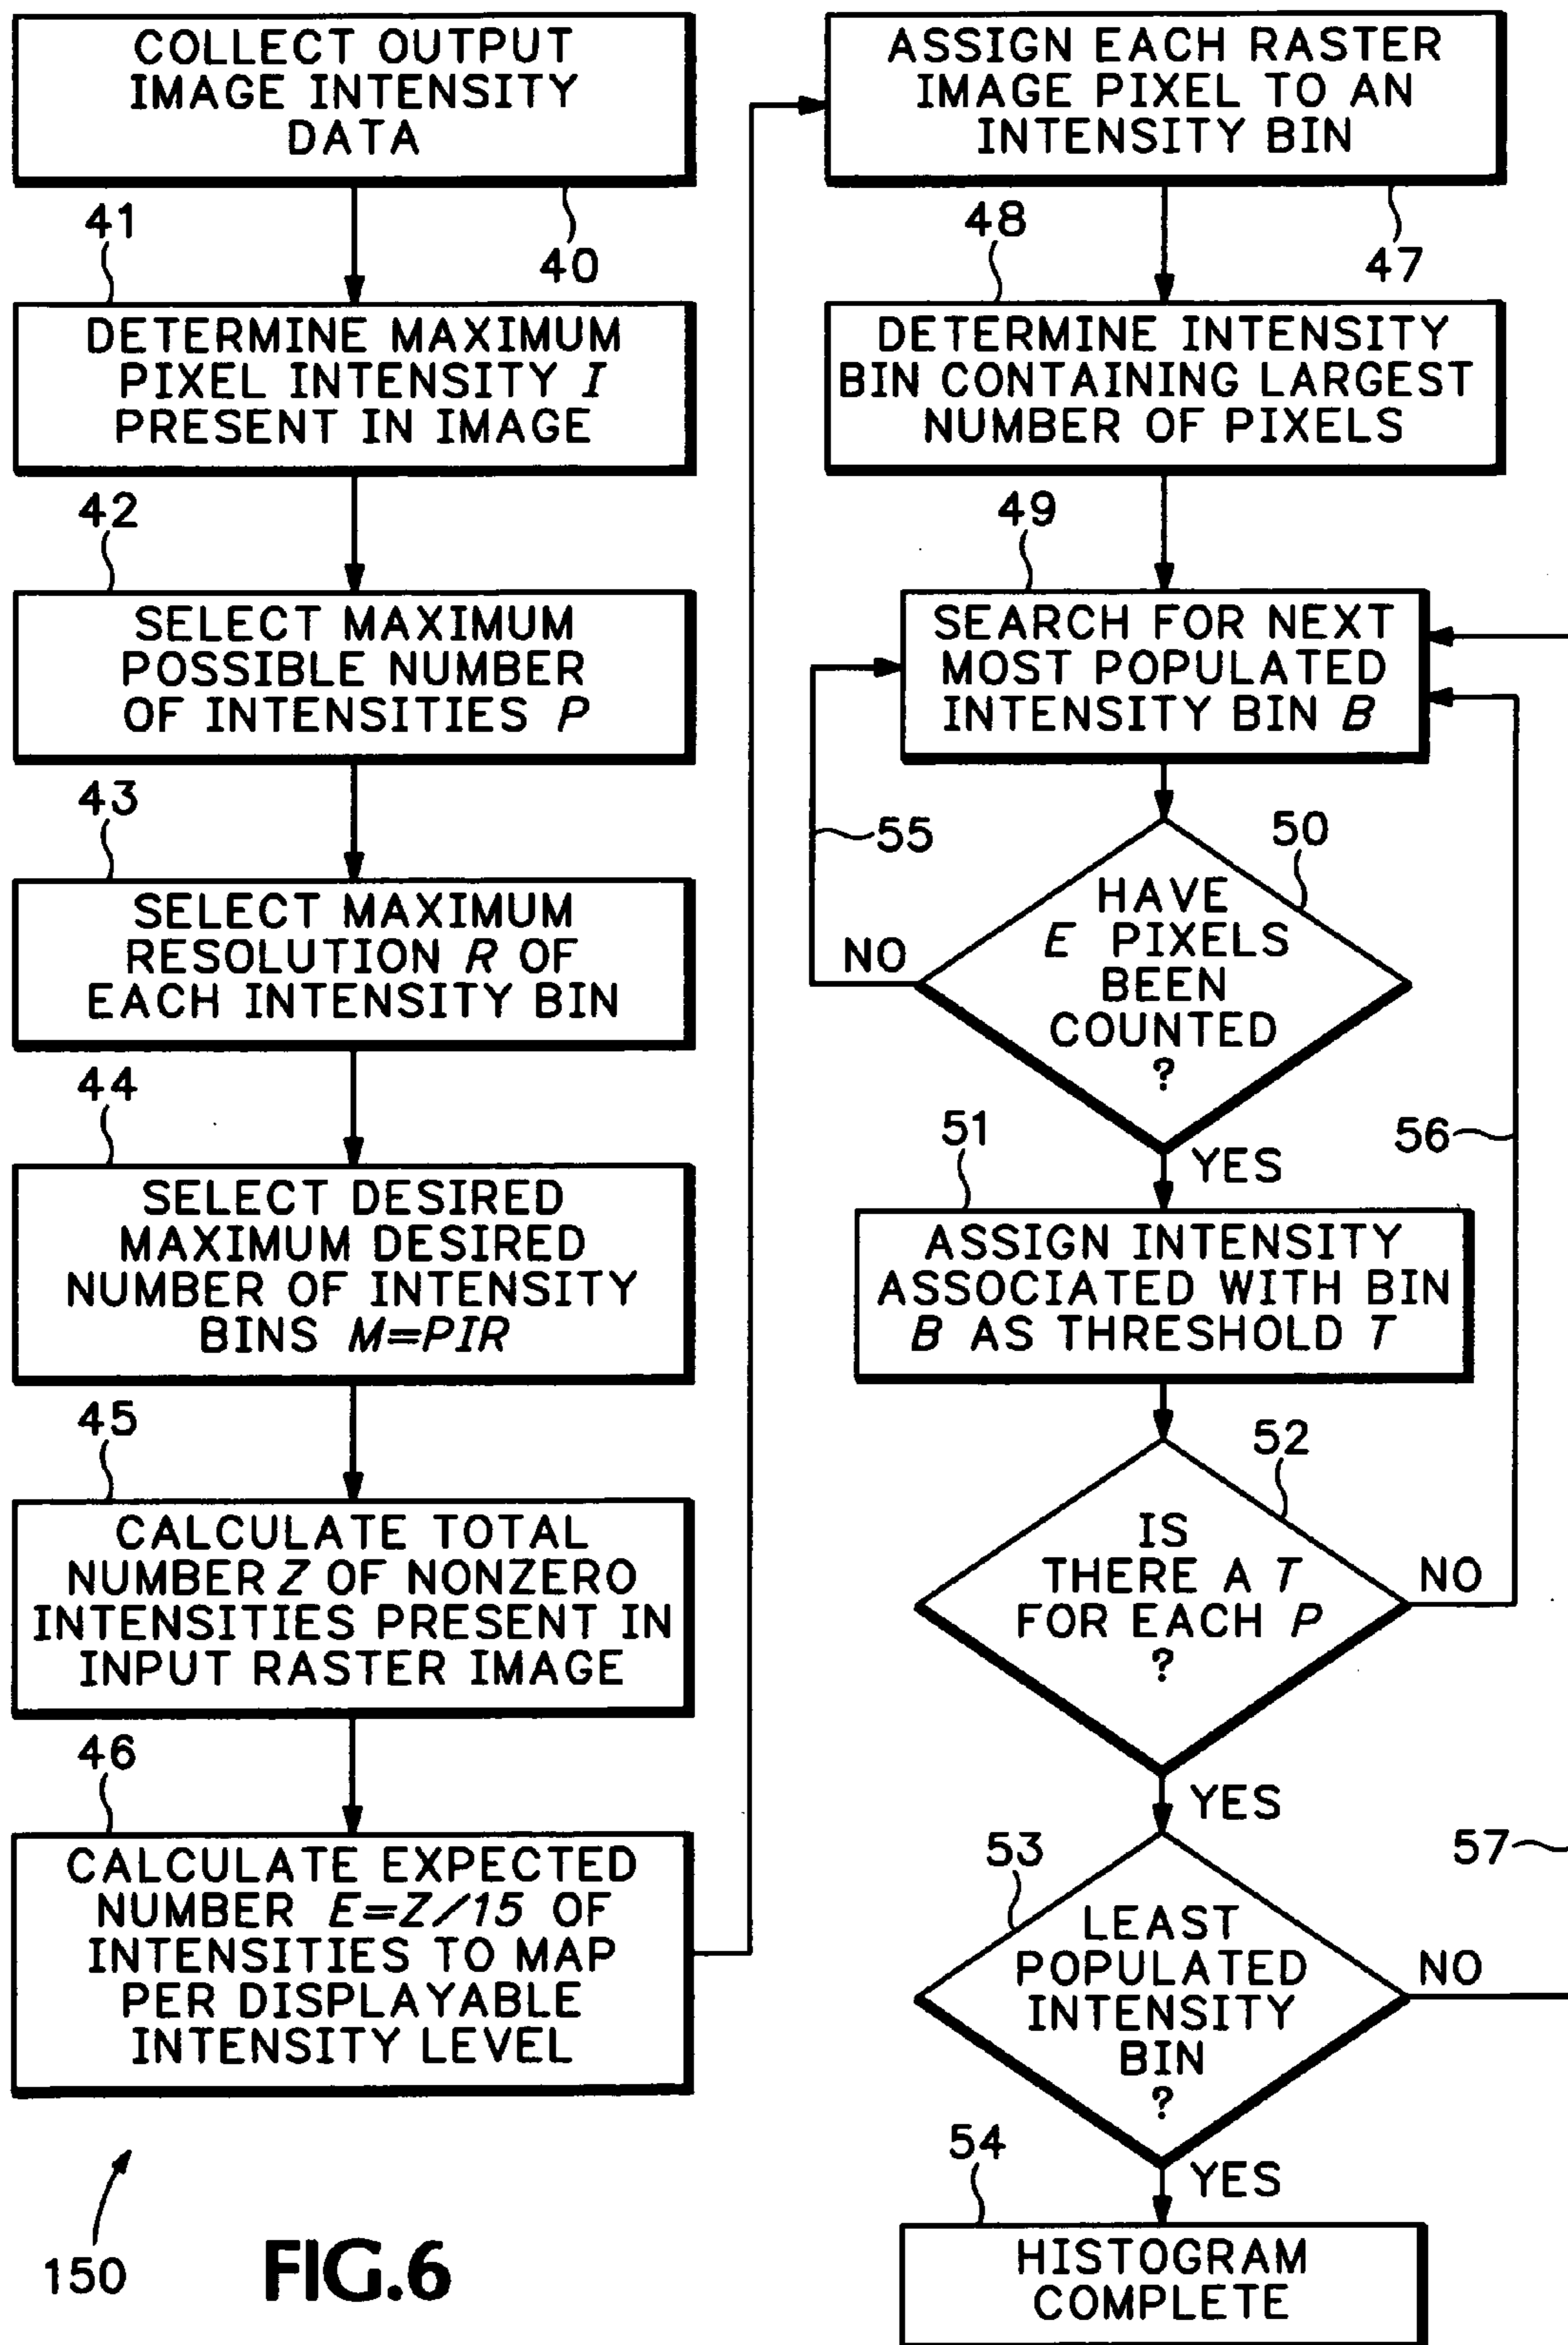 COLLECT OUTPUT
IMAGE INTENSITY
DATA
40
41
DETERMINE MAXIMUM
PIXEL INTENSITY I
PRESENT IN IMAGE
42
SELECT MAXIMUM
POSSIBLE NUMBER
OF INTENSITIES P
43
SELECT MAXIMUM
RESOLUTION R OF
EACH INTENSITY BIN
44
SELECT DESIRED
MAXIMUM DESIRED
NUMBER OF INTENSITY
BINS M=PIR
45
CALCULATE TOTAL
NUMBER Z OF NONZERO
INTENSITIES PRESENT IN
INPUT RASTER IMAGE
46
CALCULATE EXPECTED
NUMBER E=Z/15 OF
INTENSITIES TO MAP
PER DISPLAYABLE
INTENSITY LEVEL
ASSIGN EACH RASTER
IMAGE PIXEL TO AN
INTENSITY BIN
47
48
DETERMINE INTENSITY
BIN CONTAINING LARGEST
NUMBER OF PIXELS
49
SEARCH FOR NEXT
MOST POPULATED
INTENSITY BIN B
55
50
HAVE
E PIXELS
BEEN
COUNTED
?
NO
YES
51
56
ASSIGN INTENSITY
ASSOCIATED WITH BIN
B AS THRESHOLD T
52
IS
THERE A T
FOR EACH P
?
NO
YES
53
57
LEAST
POPULATED
INTENSITY
BIN
?
NO
YES
54
HISTOGRAM
COMPLETE
150
FIG.6